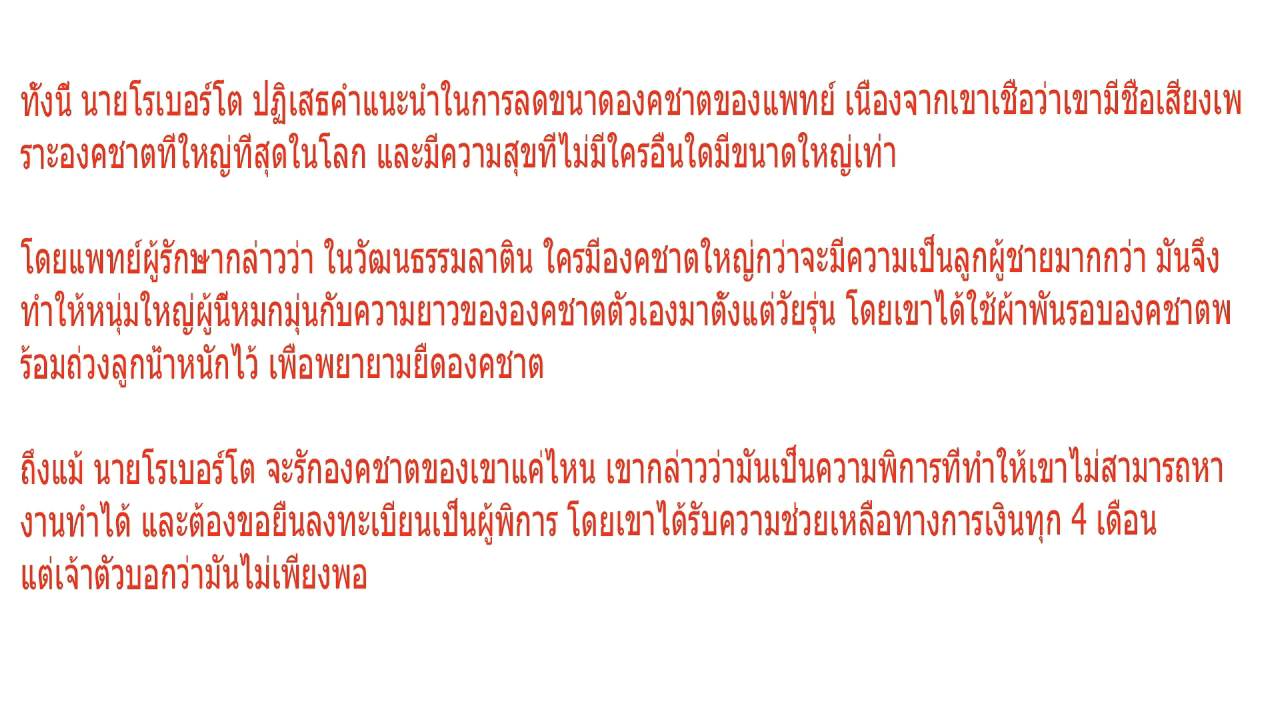 ทั้งนี้ นายโรเบอร์โต ปฏิเสธคำแนะนำในการลดขนาดองคชาตของแพทย์ เนื่องจากเขาเชื่อว่าเขามีชื่อเสียงเพ
ราะองคชาตที่ใหญ่ที่สุดในโลก และมีความสุขที่ไม่มีใครอื่นใดมีขนาดใหญ่เท่า
โดยแพทย์ผู้รักษากล่าวว่า ในวัฒนธรรมลาติน ใครมีองคชาตใหญ่กว่าจะมีความเป็นลูกผู้ชายมากกว่า มันจึง
ทำให้หนุ่มใหญ่ผู้นี้หมกมุ่นกับความยาวขององคชาตตัวเองมาตั้งแต่วัยรุ่น โดยเขาได้ใช้ผ้าพันรอบองคชาตพ
ร้อมถ่วงลูกน้ำหนักไว้ เพื่อพยายามยืดองคชาต
ถึงแม้ นายโรเบอร์โต จะรักองคชาตของเขาแค่ไหน เขากล่าวว่ามันเป็นความพิการที่ทำให้เขาไม่สามารถหา
งานทำได้ และต้องขอยื่นลงทะเบียนเป็นผู้พิการ โดยเขาได้รับความช่วยเหลือทางการเงินทุก 4 เดือน
แต่เจ้าตัวบอกว่ามันไม่เพียงพอ